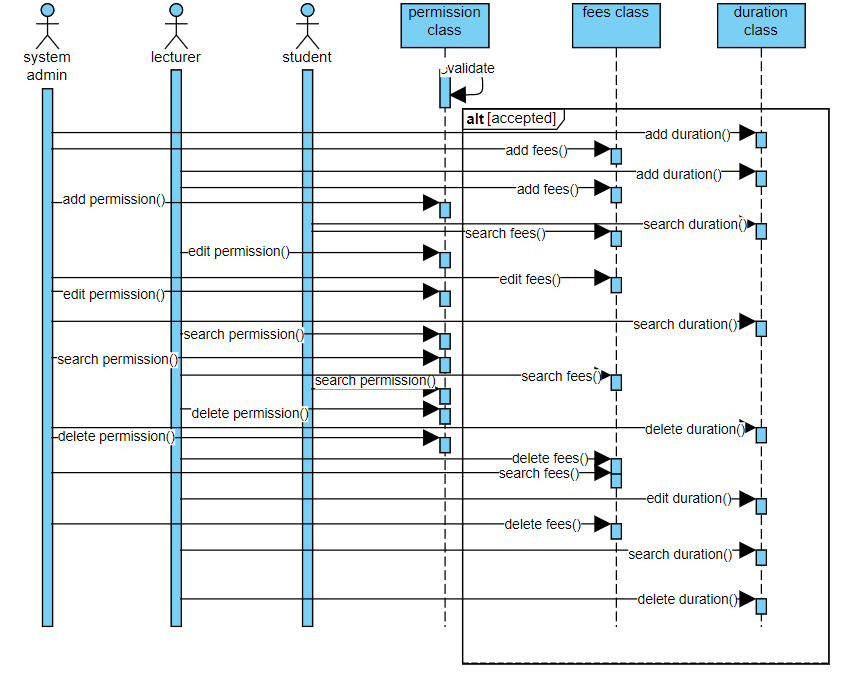 system
admin
lecturer
student
permission
class
fees class
duration
class
validate
alt [accepted]
add duration()
add fees()
add duration()
add fees()
add permission()
search duration()
search fees()
edit permission()
edit fees()
edit permission()
search duration()
search permission()
search permission()
search fees()
search permission()
delete permission()
delete duration()
delete permission()
delete fees()
search fees()
edit duration()
delete fees()
search duration()
delete duration()